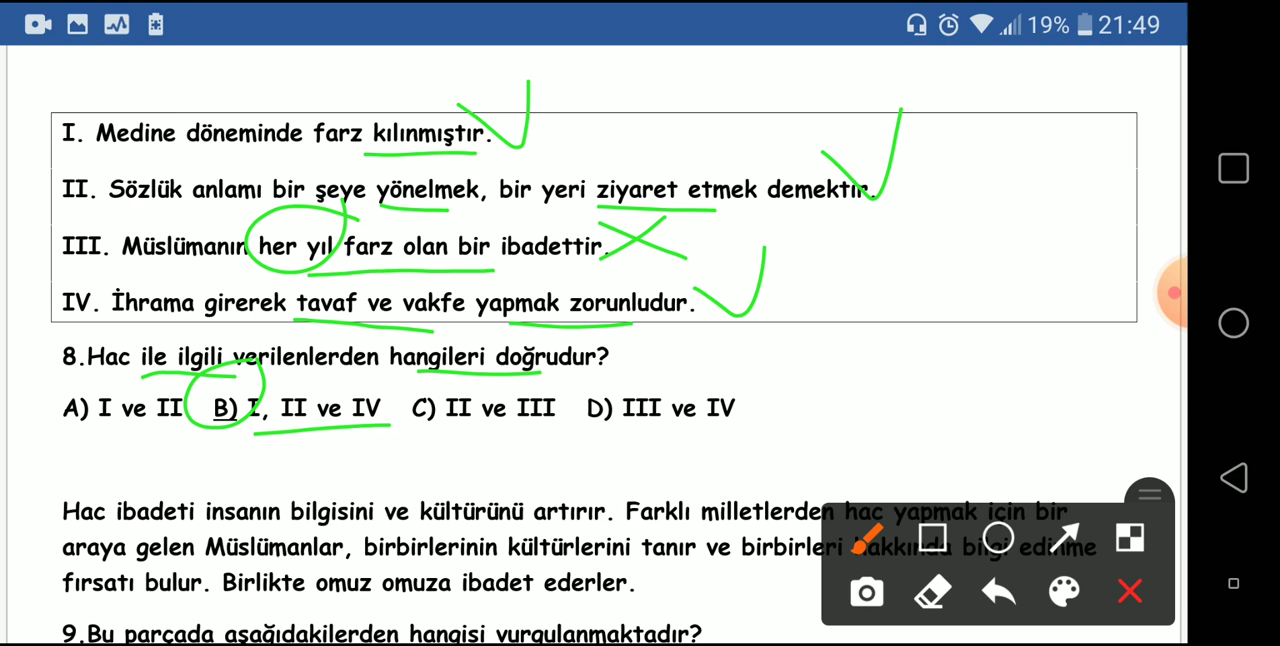 19% 21:49
I. Medine döneminde farz kılınmıştır.
II. Sözlük anlamı bir şeye yönelmek, bir yeri ziyaret etmek demektir.
III. Müslümanın her yıl farz olan bir ibadettir.
IV. İhrama girerek tavaf ve vakfe yapmak zorunludur.
8.Hac ile ilgili verilenlerden hangileri doğrudur?
A) I ve II B) I, II ve IV C) II ve III D) III ve IV
Hac ibadeti insanın bilgisini ve kültürünü artırır. Farklı milletlerden hac yapmak için bir
araya gelen Müslümanlar, birbirlerinin kültürlerini tanır ve birbirleri hakkında bilgi edinme
fırsatı bulur. Birlikte omuz omuza ibadet ederler.
9.Bu parçada aşağıdakilerden hangisi vurgulanmaktadır?